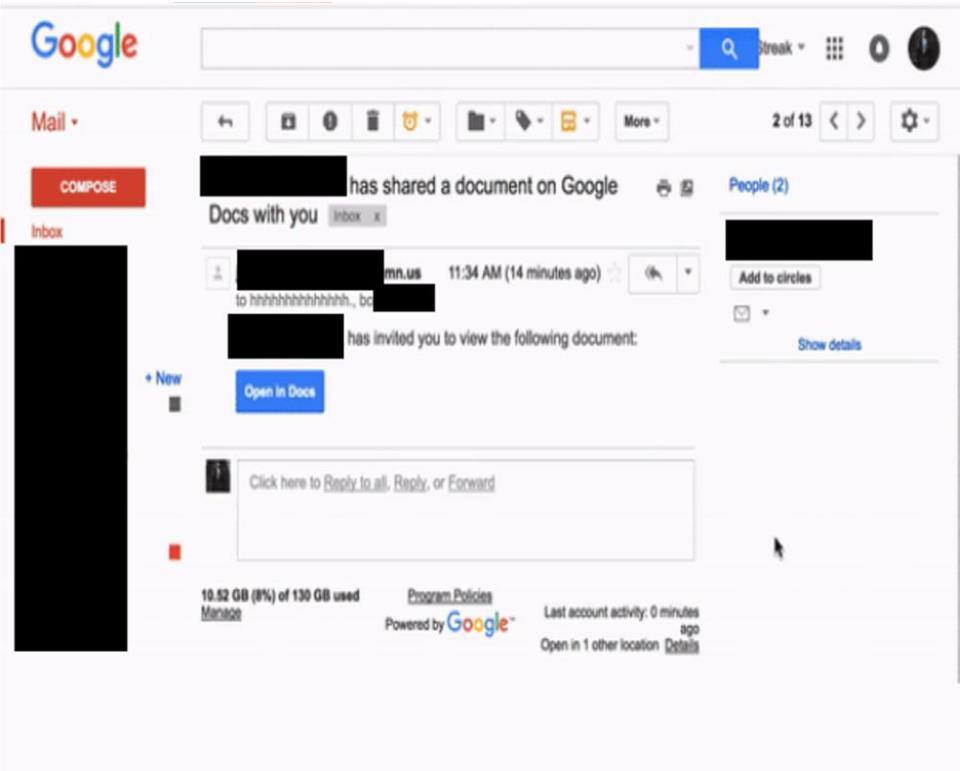 Google
Streak
Mail
More
2 of 13
COMPOSE
has shared a document on Google
Docs with you Inbox x
People (2)
Inbox
mn.us 11:34 AM (14 minutes ago)
to hhhhhhhhhhhhhh., bc
Add to circles
has invited you to view the following document:
Show details
+ New
Open in Docs
Click here to Reply to all, Reply, or Forward
10.52 GB (8%) of 130 GB used
Manage
Program Policies
Powered by Google™
Last account activity: 0 minutes
ago
Open in 1 other location Details